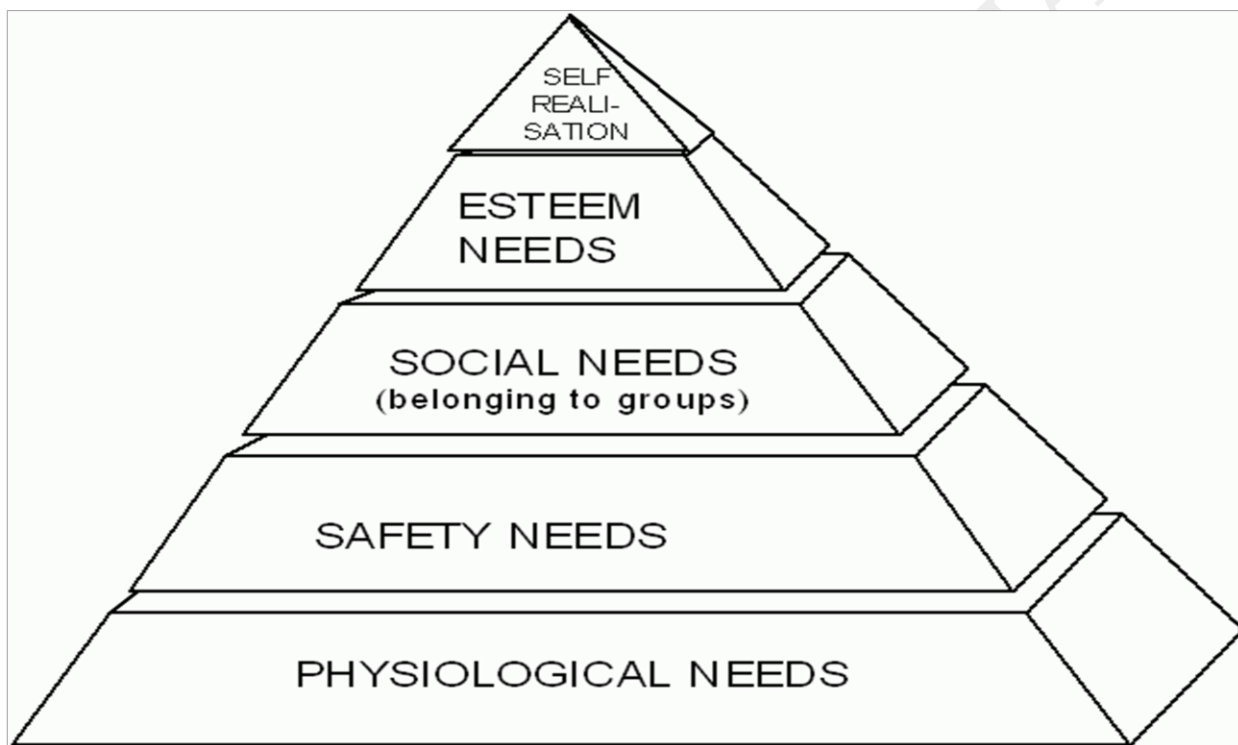 SELF
REALI-
SATION
ESTEEM
NEEDS
SOCIAL NEEDS
(belonging to groups)
SAFETY NEEDS
PHYSIOLOGICAL NEEDS